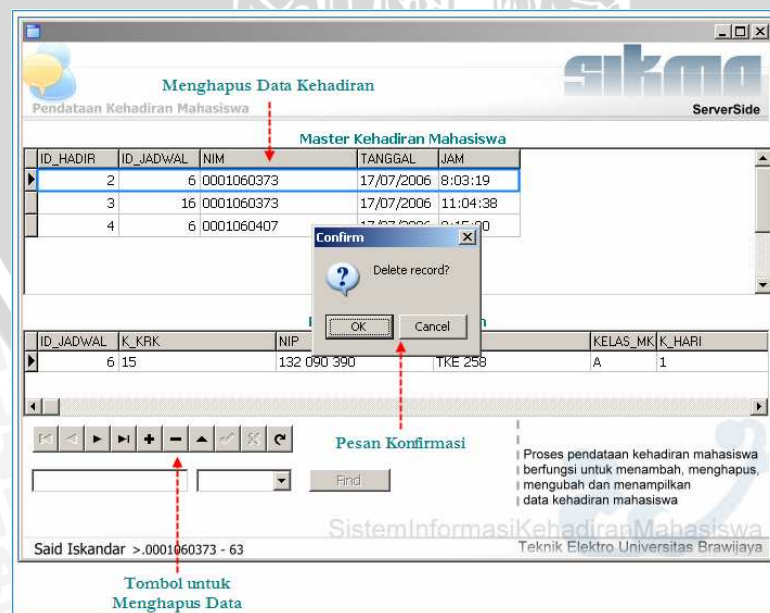 sikma
Menghapus Data Kehadiran
Pendataan Kehadiran Mahasiswa
ServerSide
Master Kehadiran Mahasiswa
ID_HADIR ID_JADWAL NIM TANGGAL JAM
2 6 0001060373 17/07/2006 8:03:19
3 16 0001060373 17/07/2006 11:04:38
4 6 0001060407
Confirm
Delete record?
OK Cancel
ID_JADWAL K_KRK NIP KELAS_MK K_HARI
6 15 132 090 390 TKE 258 A 1
Pesan Konfirmasi
Find
Proses pendataan kehadiran mahasiswa
berfungsi untuk menambah, menghapus,
mengubah dan menampilkan
data kehadiran mahasiswa
SistemInformasiKehadiranMahasiswa
Said Iskandar >.0001060373 - 63
Teknik Elektro Universitas Brawijaya
Tombol untuk
Menghapus Data